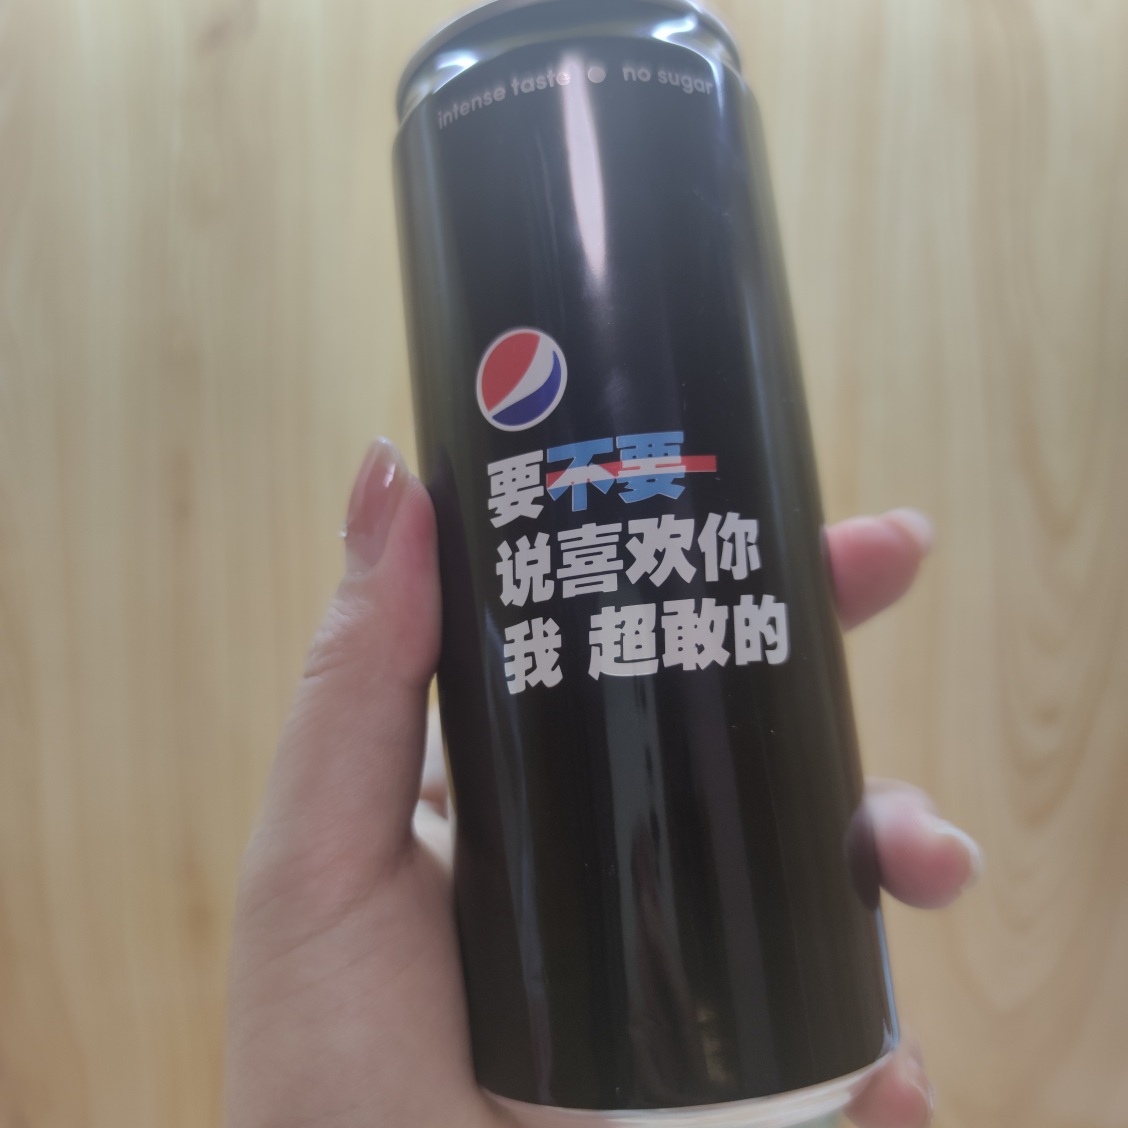 intense taste no sugar
要不要
说喜欢你
我 超敢的